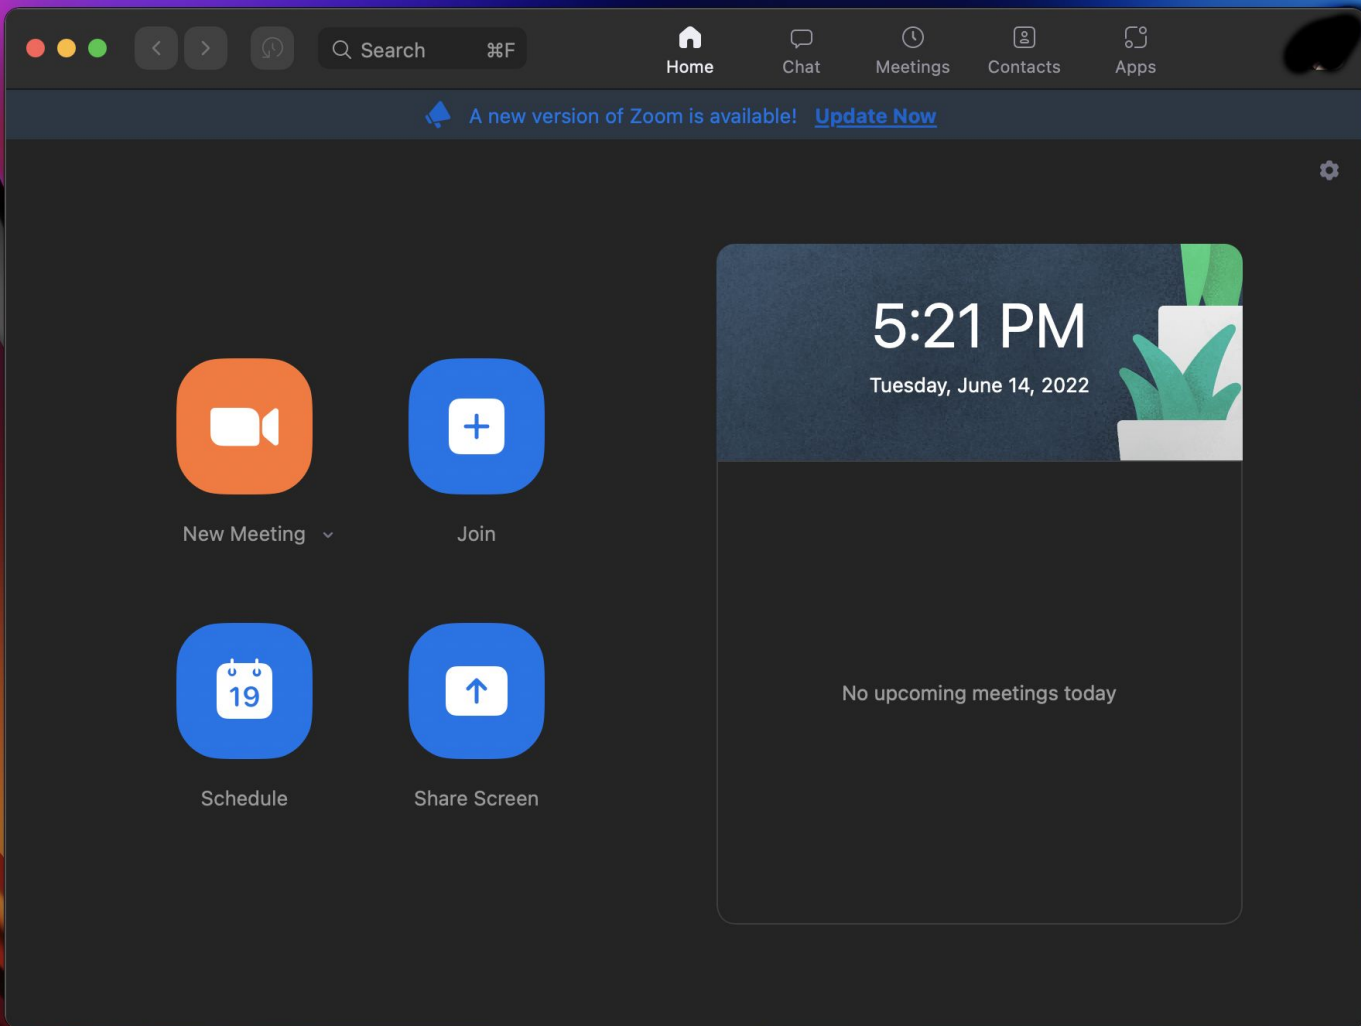 Search ⌘F
Home
Chat
Meetings
Contacts
Apps
A new version of Zoom is available! Update Now
5:21 PM
Tuesday, June 14, 2022
New Meeting
Join
19
Schedule
Share Screen
No upcoming meetings today